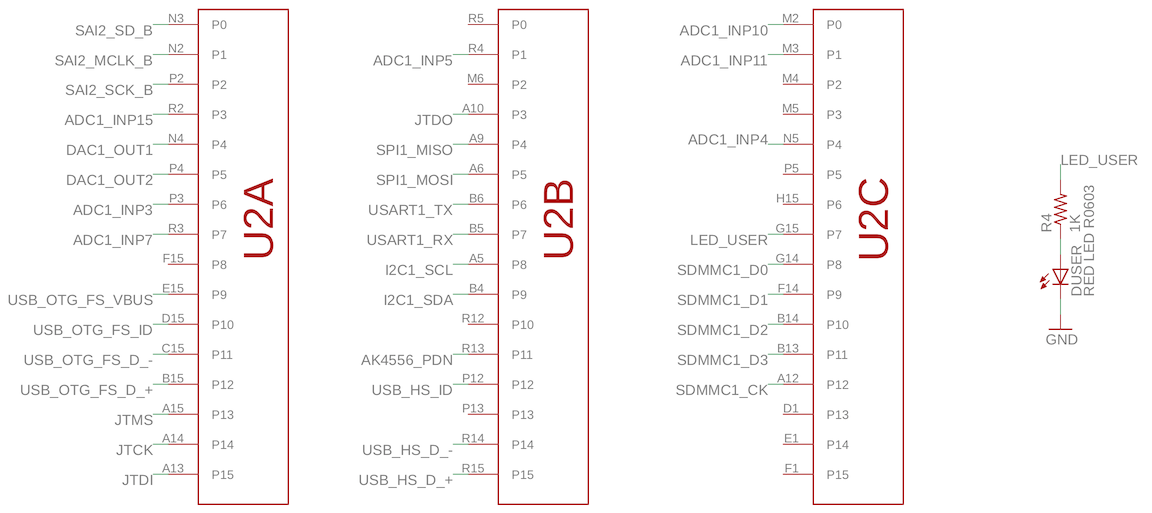 SAI2_SD_B N3 P0
SAI2_MCLK_B N2 P1
SAI2_SCK_B P2 P2
ADC1_INP15 R2 P3
DAC1_OUT1 N4 P4
DAC1_OUT2 P4 P5
ADC1_INP3 P3 P6
ADC1_INP7 R3 P7
F15 P8
USB_OTG_FS_VBUS E15 P9
USB_OTG_FS_ID D15 P10
USB_OTG_FS_D_- C15 P11
USB_OTG_FS_D_+ B15 P12
JTMS A15 P13
JTCK A14 P14
JTDI A13 P15
U2A
R5 P0
ADC1_INP5 R4 P1
M6 P2
JTDO A10 P3
SPI1_MISO A9 P4
SPI1_MOSI A6 P5
USART1_TX B6 P6
USART1_RX B5 P7
I2C1_SCL A5 P8
I2C1_SDA B4 P9
R12 P10
AK4556_PDN R13 P11
USB_HS_ID P12 P12
P13 P13
USB_HS_D_- R14 P14
USB_HS_D_+ R15 P15
U2B
ADC1_INP10 M2 P0
ADC1_INP11 M3 P1
M4 P2
M5 P3
ADC1_INP4 N5 P4
P5 P5
H15 P6
LED_USER G15 P7
SDMMC1_D0 G14 P8
SDMMC1_D1 F14 P9
SDMMC1_D2 B14 P10
SDMMC1_D3 B13 P11
SDMMC1_CK A12 P12
D1 P13
E1 P14
F1 P15
U2C
LED_USER
R4
1K
DUSER
RED LED R0603
GND